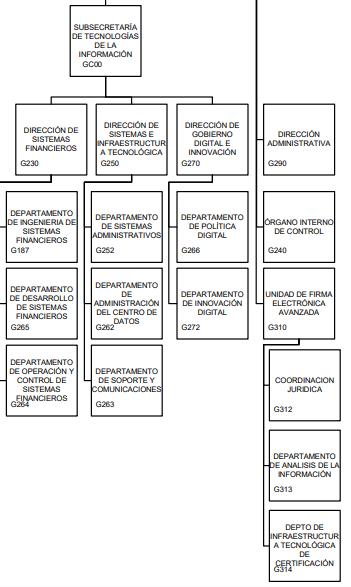 SUBSECRETARÍA
DE TECNOLOGÍAS
DE LA
INFORMACIÓN
GC00
DIRECCIÓN DE
SISTEMAS
FINANCIEROS
G230
DIRECCIÓN DE
SISTEMAS E
INFRAESTRUCTUR
A TECNOLÓGICA
G250
DIRECCIÓN DE
GOBIERNO
DIGITAL E
INNOVACIÓN
G270
DIRECCIÓN
ADMINISTRATIVA
G290
DEPARTAMENTO
DE INGENIERIA DE
SISTEMAS
FINANCIEROS
G187
DEPARTAMENTO
DE SISTEMAS
ADMINISTRATIVOS
G252
DEPARTAMENTO
DE POLÍTICA
DIGITAL
G266
ÓRGANO INTERNO
DE CONTROL
G240
DEPARTAMENTO
DE DESARROLLO
DE SISTEMAS
FINANCIEROS
G265
DEPARTAMENTO
DE
ADMINISTRACIÓN
DEL CENTRO DE
DATOS
G262
DEPARTAMENTO
DE INNOVACIÓN
DIGITAL
G272
UNIDAD DE FIRMA
ELECTRÓNICA
AVANZADA
G310
DEPARTAMENTO
DE OPERACIÓN Y
CONTROL DE
SISTEMAS
FINANCIEROS
G264
DEPARTAMENTO
DE SOPORTE Y
COMUNICACIONES
G263
COORDINACION
JURIDICA
G312
DEPARTAMENTO
DE ANALISIS DE LA
INFORMACIÓN
G313
DEPTO DE
INFRAESTRUCTUR
A TECNOLÓGICA
DE
CERTIFICACIÓN
G314